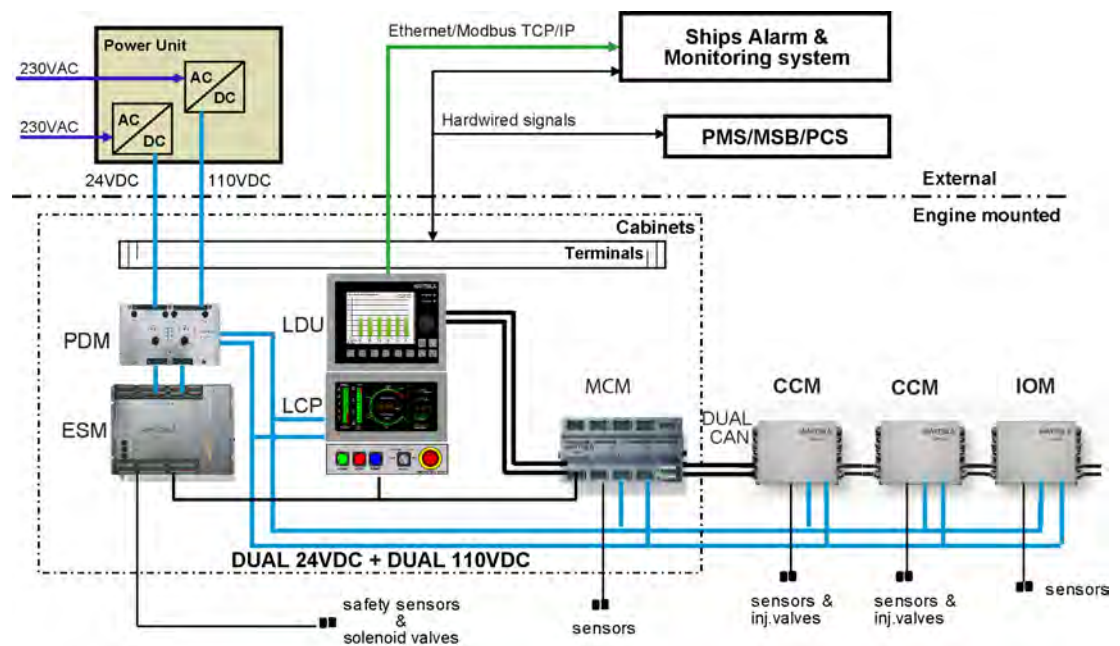 Power Unit
230VAC
AC
DC
230VAC
AC
DC
24VDC
110VDC
Ethernet/Modbus TCP/IP
Ships Alarm &
Monitoring system
Hardwired signals
PMS/MSB/PCS
External
Engine mounted
Cabinets
Terminals
PDM
LDU
LCP
ESM
MCM
DUAL
CAN
CCM
CCM
IOM
DUAL 24VDC + DUAL 110VDC
safety sensors
&
solenoid valves
sensors
sensors &
inj.valves
sensors &
inj.valves
sensors